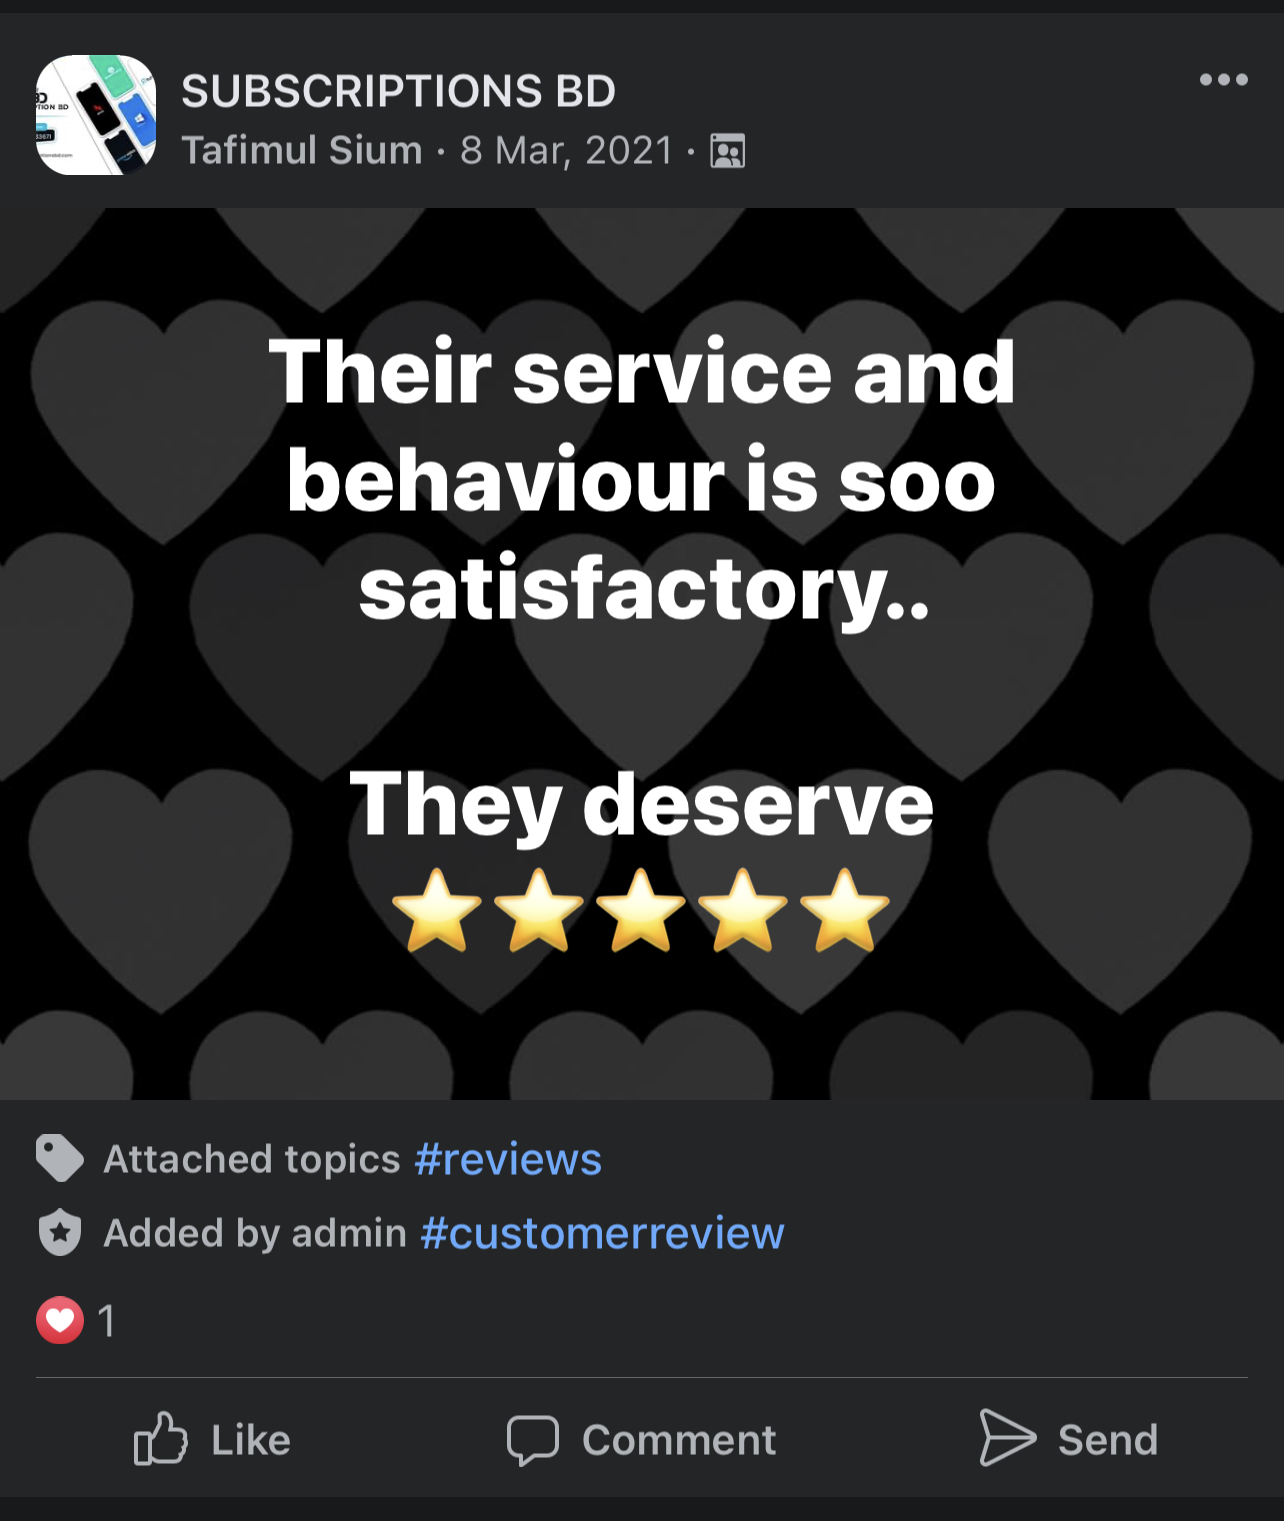 SUBSCRIPTIONS BD
Tafimul Sium · 8 Mar, 2021 ·
Their service and
behaviour is soo
satisfactory..
They deserve
⭐⭐⭐⭐⭐
Attached topics #reviews
Added by admin #customerreview
1
Like
Comment
Send